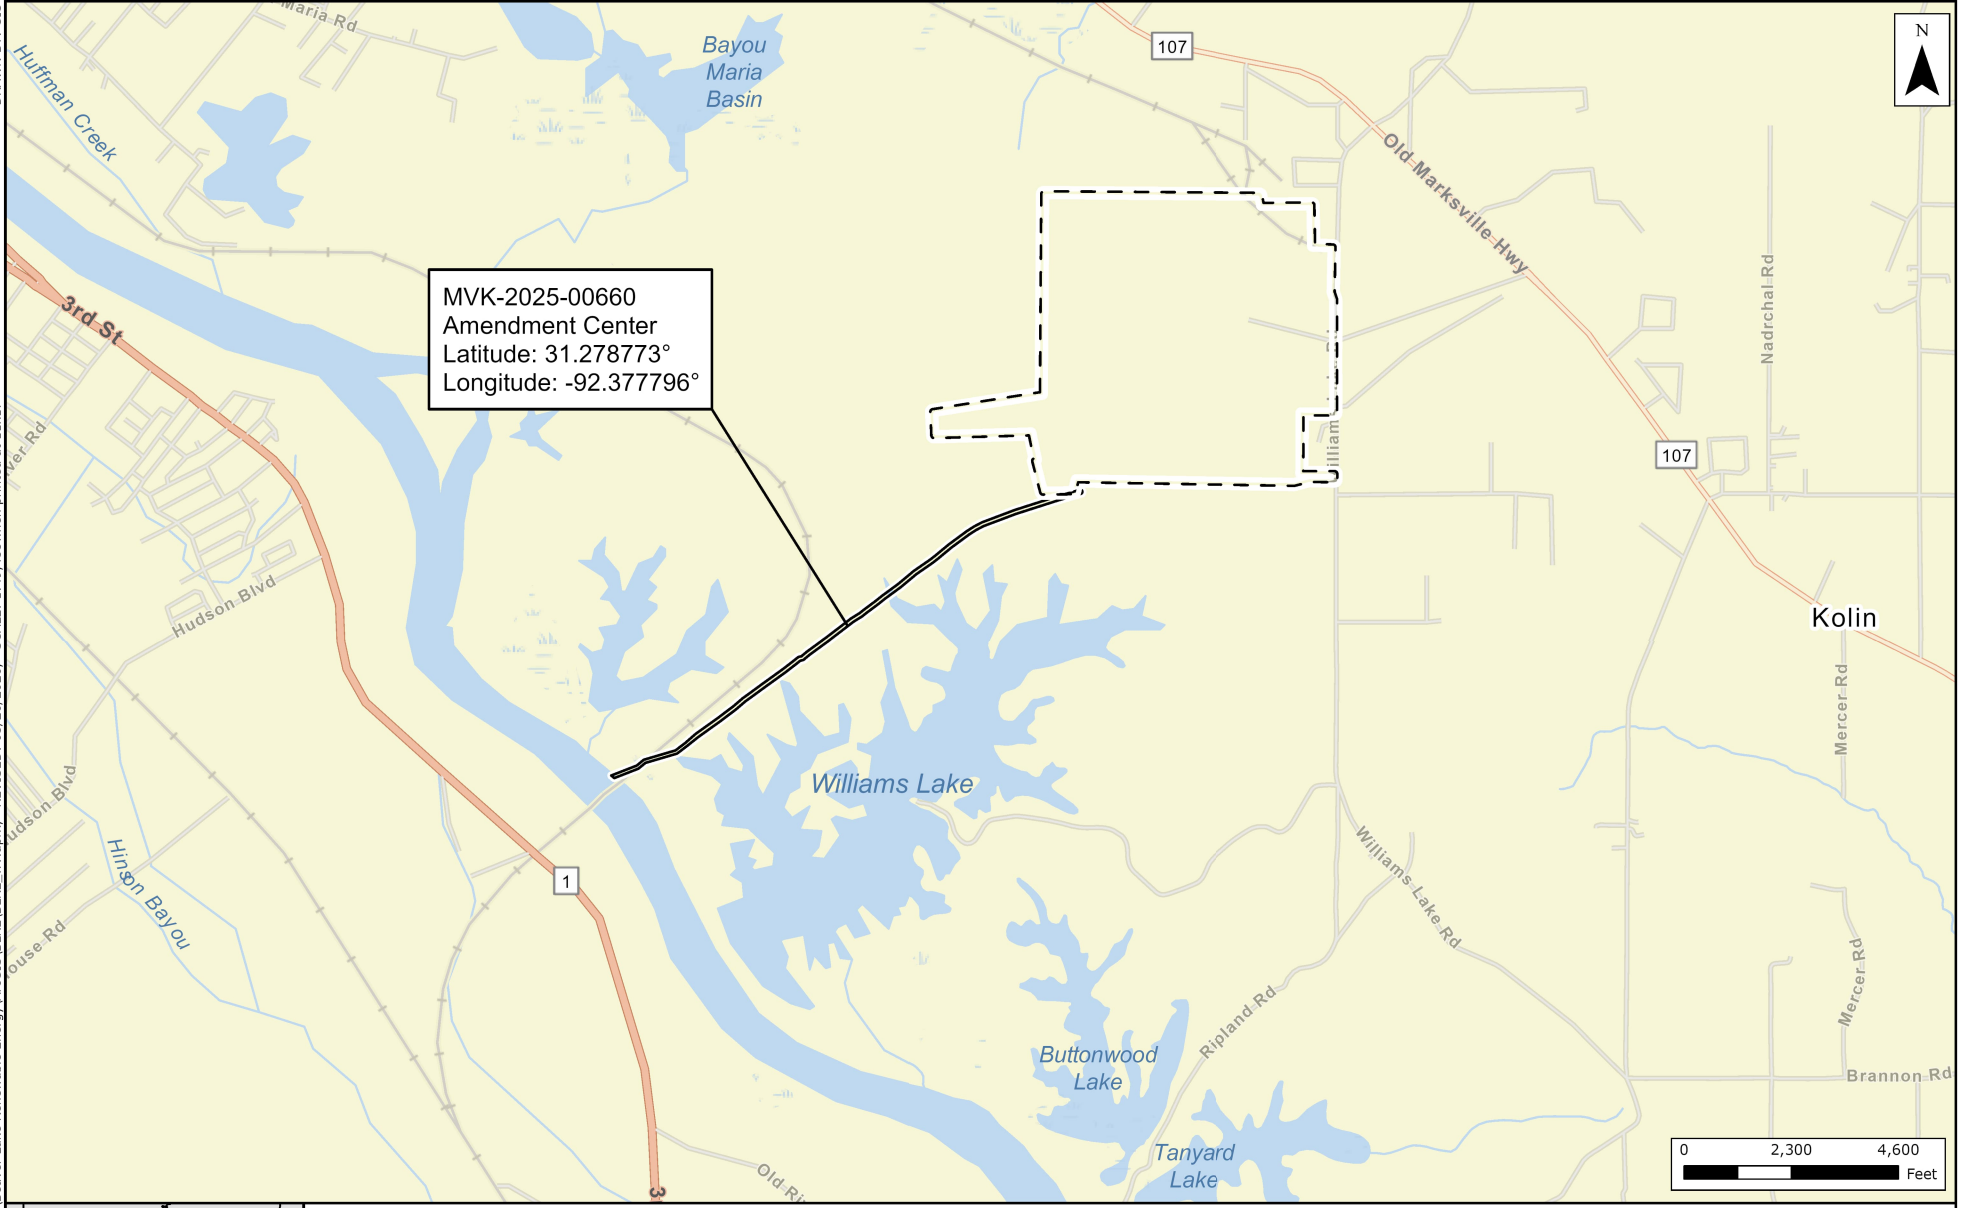 Maria Rd
Bayou
Maria
Basin
107
N
Huffman Creek
Old Marksville Hwy
MVK-2025-00660
Amendment Center
Latitude: 31.278773°
Longitude: -92.377796°
3rd St
Nadrchal Rd
107
Hudson Blvd
Kolin
Mercer Rd
Williams Lake
1
Hinson Bayou
Williams Lake Rd
Mercer Rd
Ripland Rd
Buttonwood
Lake
Brannon Rd
Tanyard
Lake
0 2,300 4,600
Feet
3